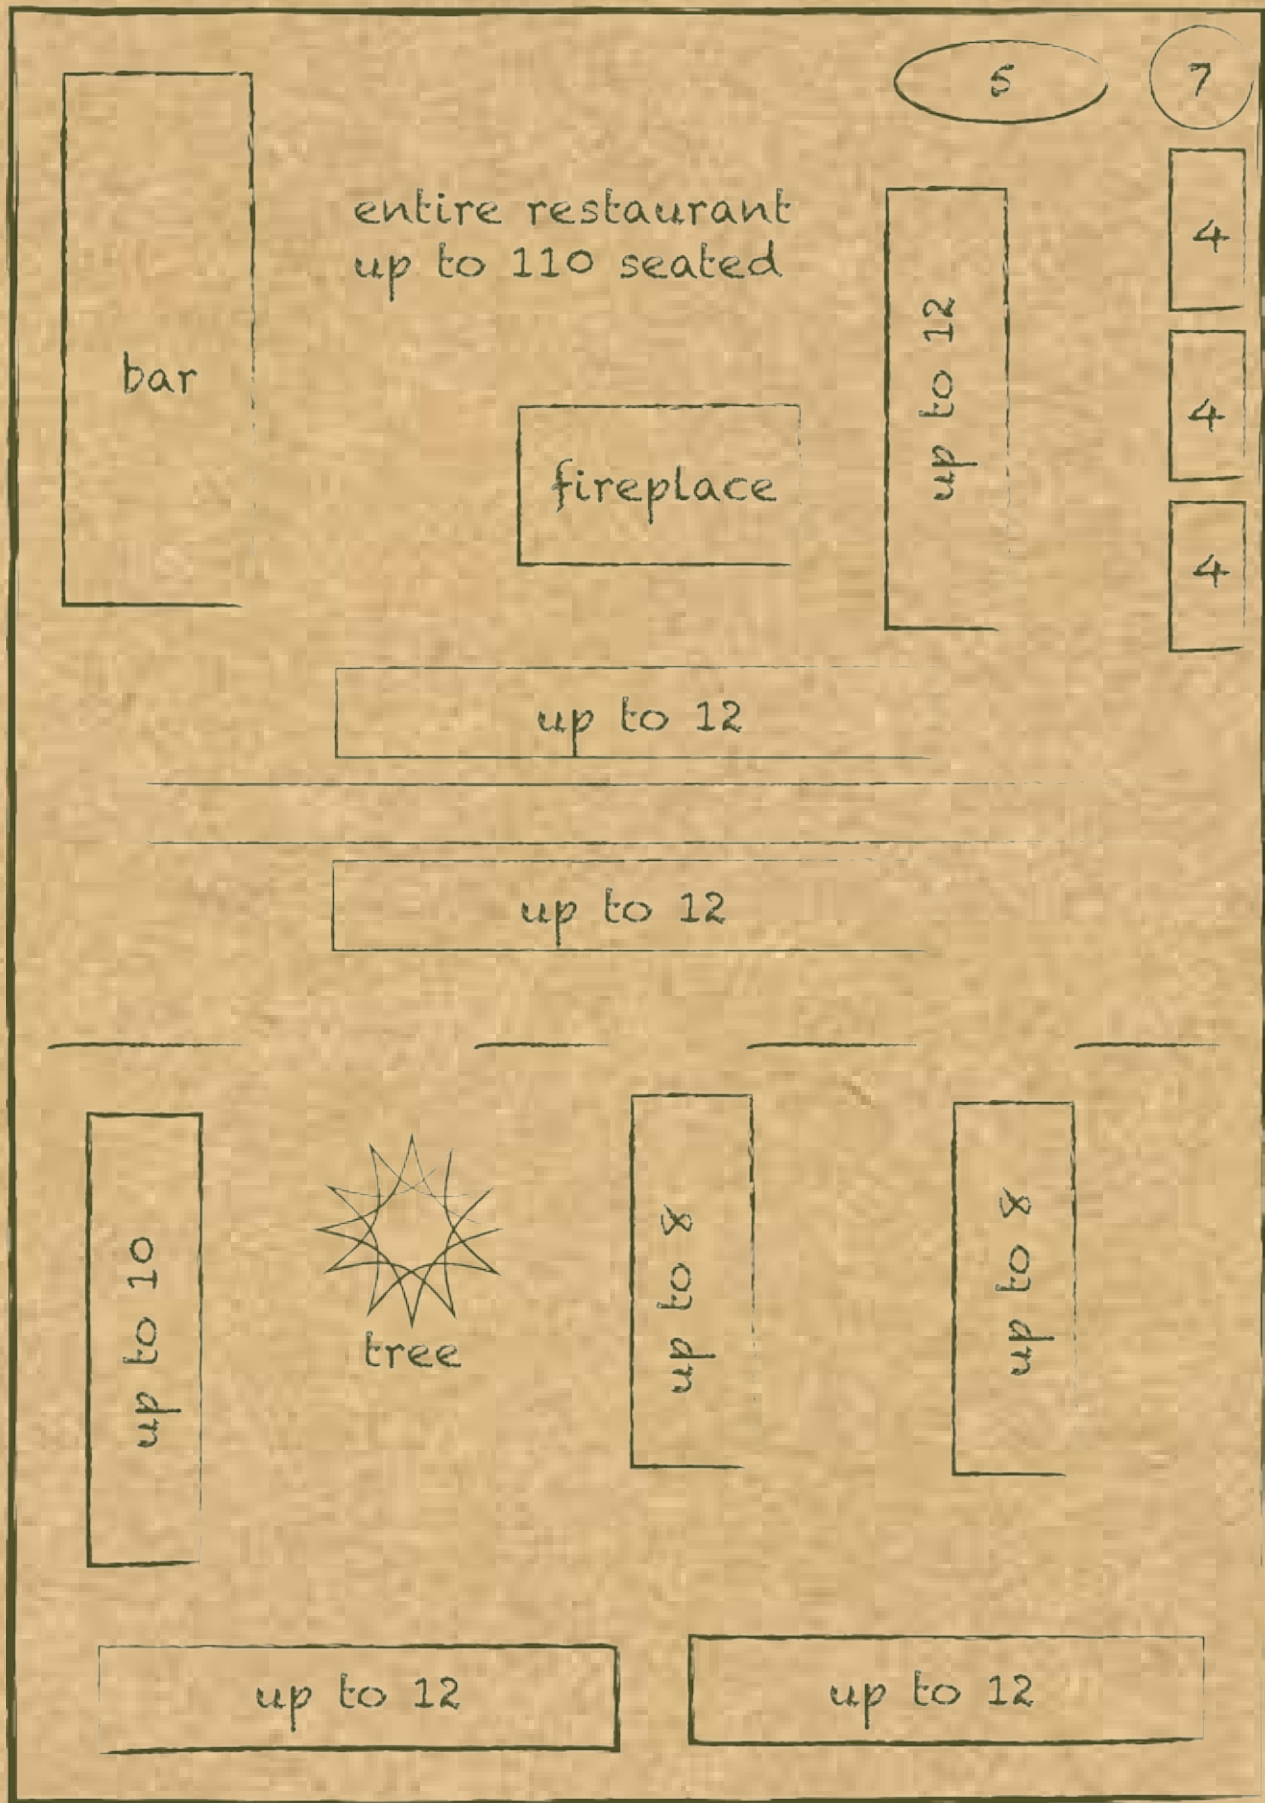 5
7
entire restaurant
up to 110 seated
4
up to 12
bar
4
fireplace
4
up to 12
up to 12
up to 10
up to 8
up to 8
tree
up to 12
up to 12